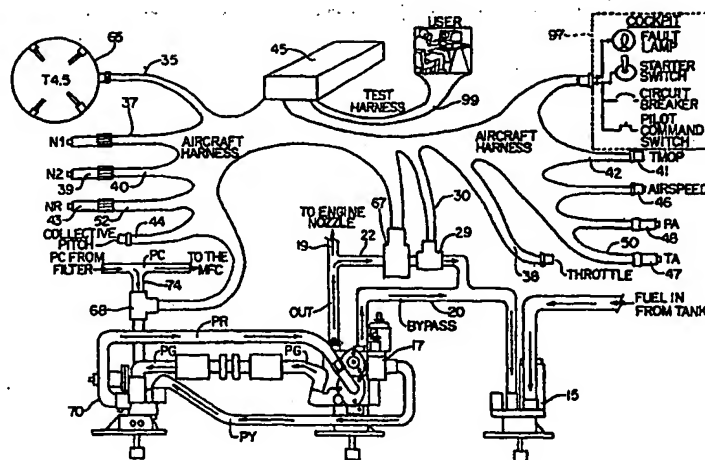 65
T4.5
35
45
USER
97
COCKPIT
FAULT
LAMP
STARTER
SWITCH
CIRCUIT
BREAKER
PILOT
COMMAND
SWITCH
TEST
HARNESS
99
37
N1
AIRCRAFT
HARNESS
AIRCRAFT
HARNESS
N2
39
40
NR
43
52
COLLECTIVE
PITCH
44
42
TMOP
41
AIRSPEED
46
PA
48
50
TA
47
30
67
29
TO ENGINE
NOZZLE
19
22
38
THROTTLE
PC FROM
FILTER
PC
TO THE
MFC
74
68
OUT
BYPASS
20
FUEL IN
FROM TANK
PR
PG
PG
17
70
PY
15